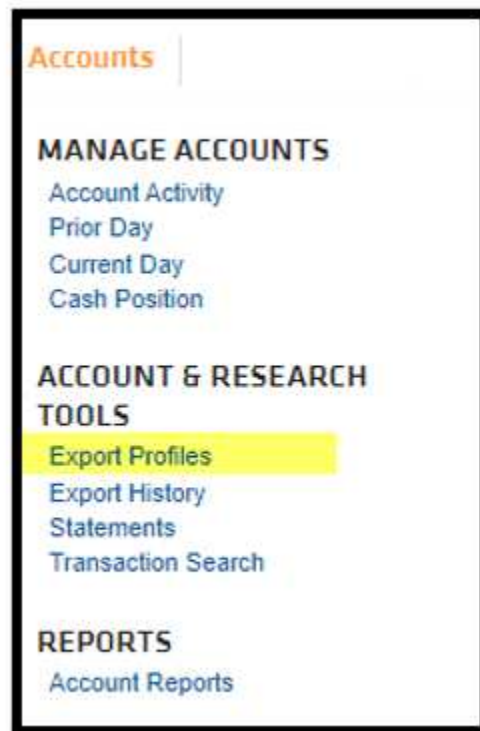 Accounts
MANAGE ACCOUNTS
Account Activity
Prior Day
Current Day
Cash Position
ACCOUNT & RESEARCH
TOOLS
Export Profiles
Export History
Statements
Transaction Search
REPORTS
Account Reports